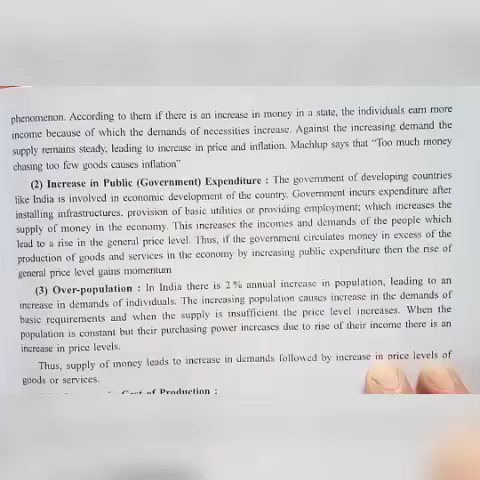 phenomenon. According to them if there is an increase in money in a state, the individuals earn more
income because of which the demands of necessities increase. Against the increasing demand the
supply remains steady, leading to increase in price and inflation. Machlup says that “Too much money
chasing too few goods causes inflation”
(2) Increase in Public (Government) Expenditure : The government of developing countries
like India is involved in economic development of the country. Government incurs expenditure after
installing infrastructures, provision of basic utilities or providing employment; which increases the
supply of money in the economy. This increases the incomes and demands of the people which
lead to a rise in the general price level. Thus, if the government circulates money in excess of the
production of goods and services in the economy by increasing public expenditure then the rise of
general price level gains momentum
(3) Over-population : In India there is 2 % annual increase in population, leading to an
increase in demands of individuals. The increasing population causes increase in the demands of
basic requirements and when the supply is insufficient the price level increases. When the
population is constant but their purchasing power increases due to rise of their income there is an
increase in price levels.
Thus, supply of money leads to increase in demands followed by increase in price levels of
goods or services.
Cost of Production :